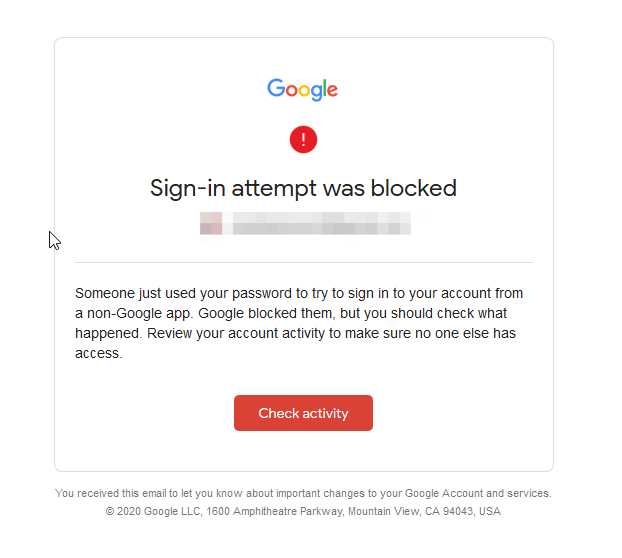 Google
!
Sign-in attempt was blocked
Someone just used your password to try to sign in to your account from
a non-Google app. Google blocked them, but you should check what
happened. Review your account activity to make sure no one else has
access.
Check activity
You received this email to let you know about important changes to your Google Account and services.
© 2020 Google LLC, 1600 Amphitheatre Parkway, Mountain View, CA 94043, USA